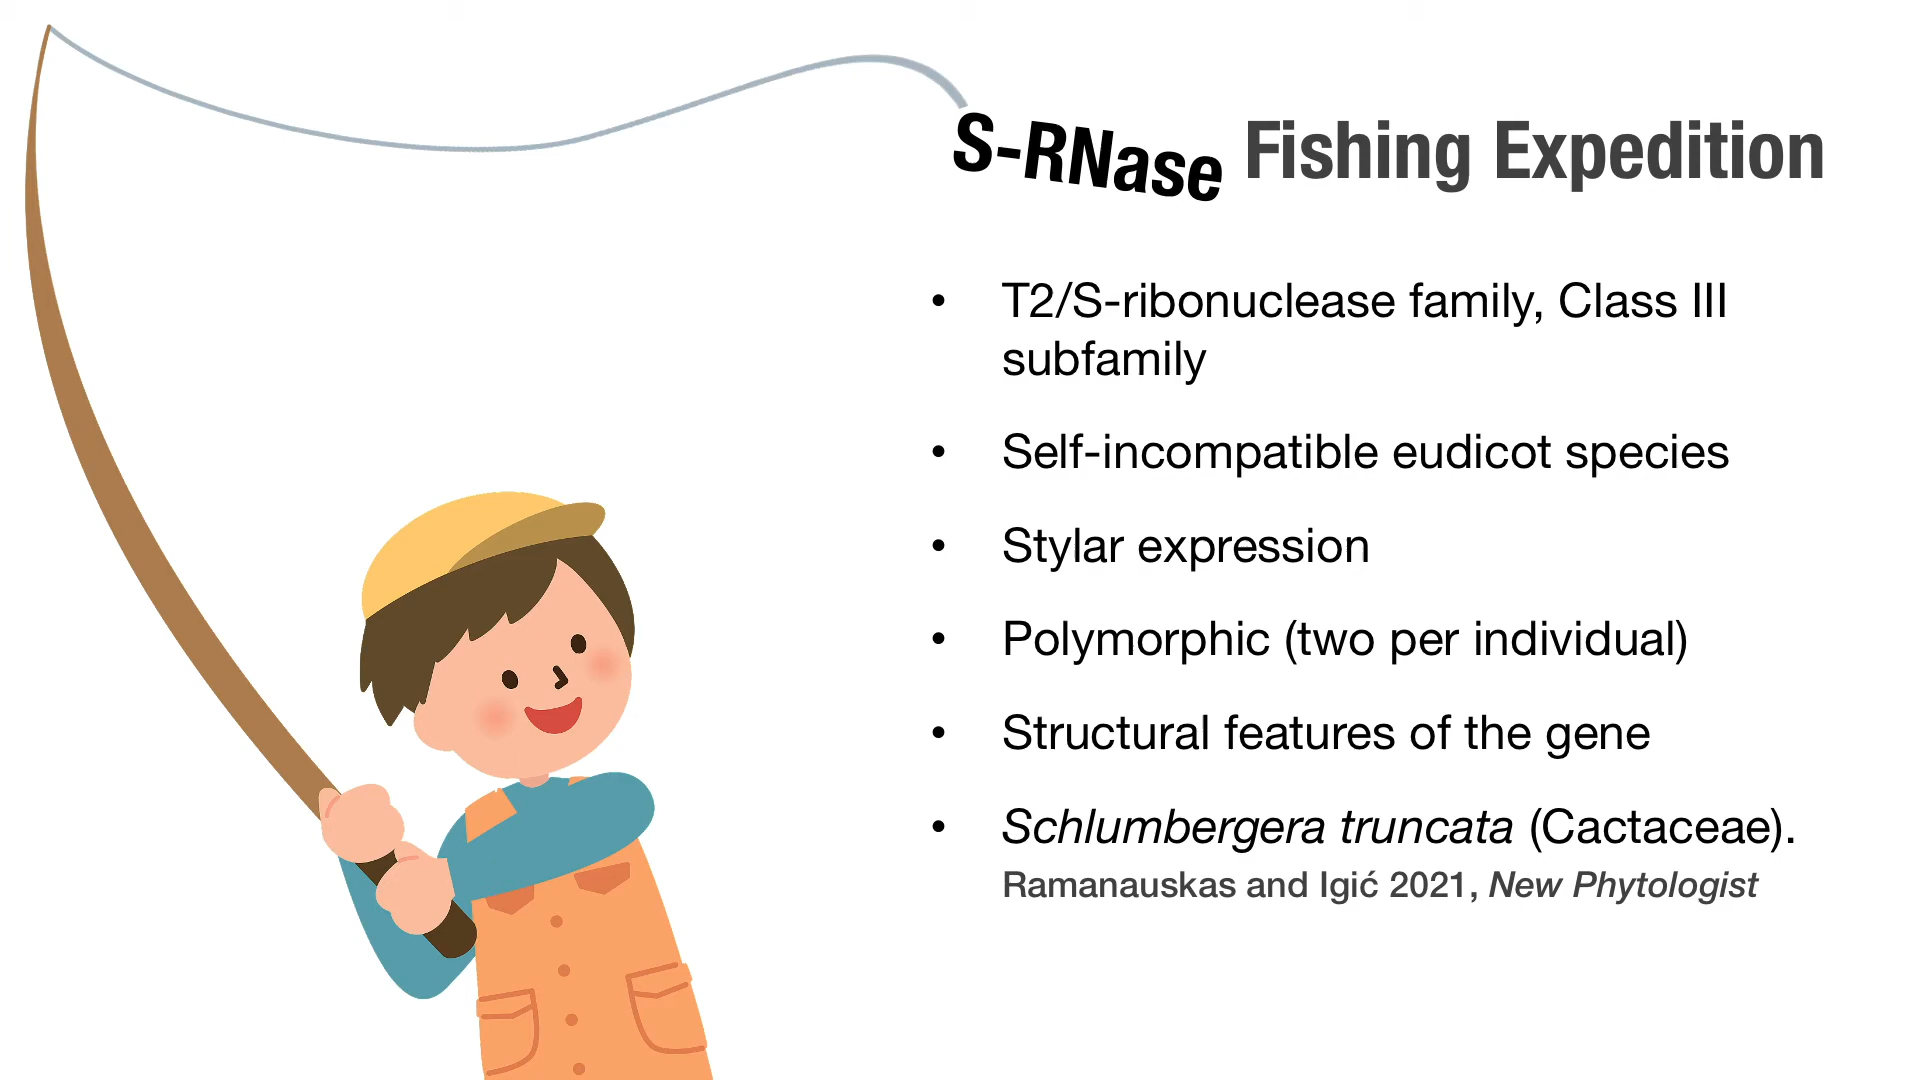 S-RNase Fishing Expedition
• T2/S-ribonuclease family, Class III
subfamily
• Self-incompatible eudicot species
• Stylar expression
• Polymorphic (two per individual)
• Structural features of the gene
• Schlumbergera truncata (Cactaceae).
Ramanauskas and Igić 2021, New Phytologist